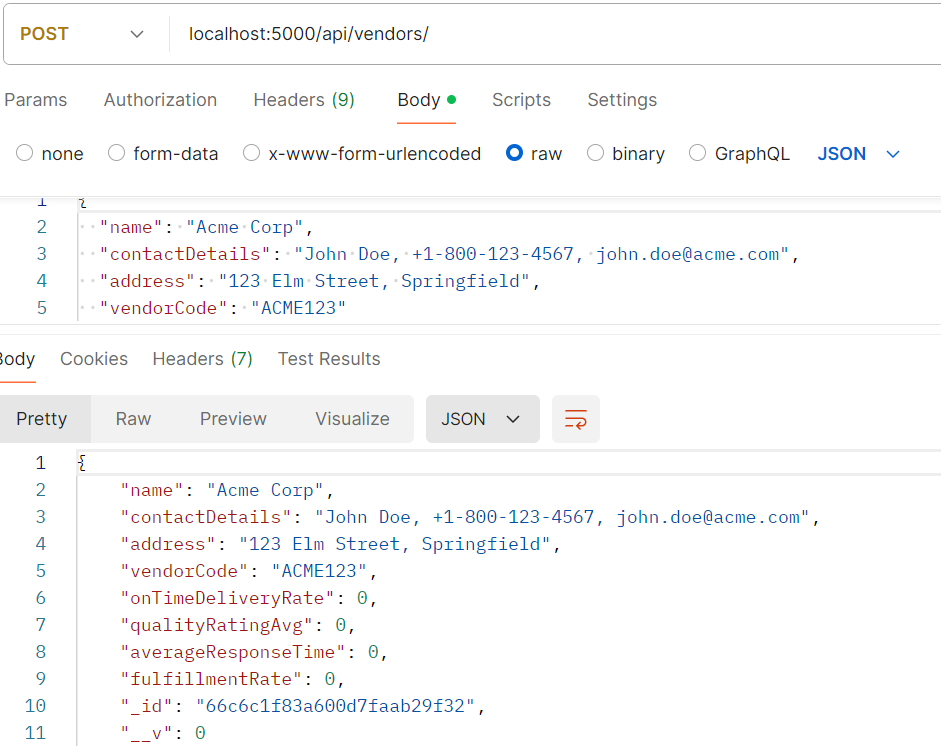 POST localhost:5000/api/vendors/
Params Authorization Headers (9) Body Scripts Settings
none form-data x-www-form-urlencoded raw binary GraphQL JSON
1 {
2 "name": "Acme Corp",
3 "contactDetails": "John Doe, +1-800-123-4567, john.doe@acme.com",
4 "address": "123 Elm Street, Springfield",
5 "vendorCode": "ACME123"
Body Cookies Headers (7) Test Results
Pretty Raw Preview Visualize JSON
1 {
2 "name": "Acme Corp",
3 "contactDetails": "John Doe, +1-800-123-4567, john.doe@acme.com",
4 "address": "123 Elm Street, Springfield",
5 "vendorCode": "ACME123",
6 "onTimeDeliveryRate": 0,
7 "qualityRatingAvg": 0,
8 "averageResponseTime": 0,
9 "fulfillmentRate": 0,
10 "_id": "66c6c1f83a600d7faab29f32",
11 "__v": 0